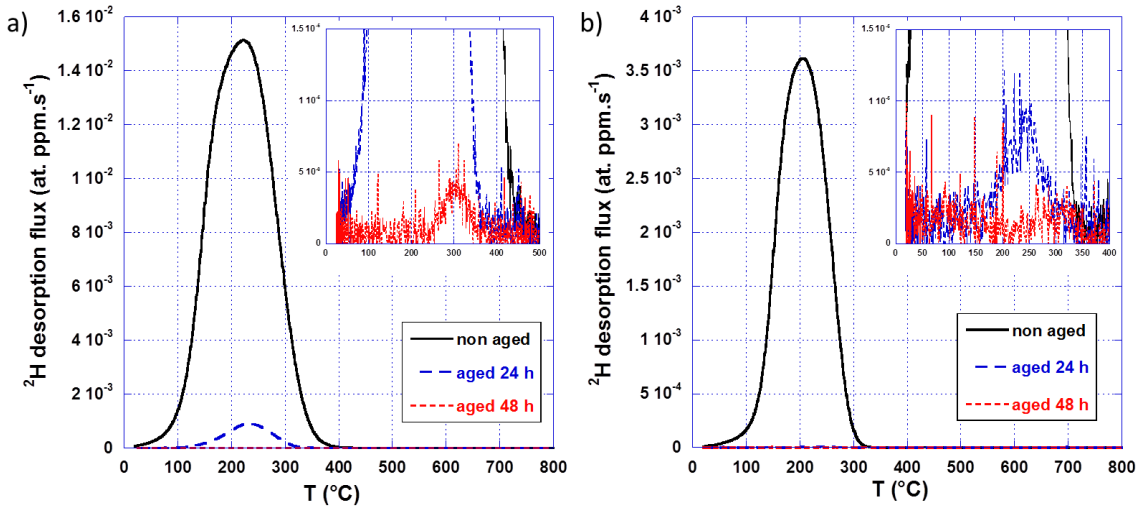 a)
²H desorption flux (at. ppm.s⁻¹)
1.6 10⁻²
1.4 10⁻²
1.2 10⁻²
1 10⁻²
8 10⁻³
6 10⁻³
4 10⁻³
2 10⁻³
0
0 100 200 300 400 500 600 700 800
T (°C)
1.5 10⁻⁴
1 10⁻⁴
5 10⁻⁵
0
0 100 200 300 400 500
non aged
aged 24 h
aged 48 h
b)
²H desorption flux (at. ppm.s⁻¹)
4 10⁻³
3.5 10⁻³
3 10⁻³
2.5 10⁻³
2 10⁻³
1.5 10⁻³
1 10⁻³
5 10⁻⁴
0
0 100 200 300 400 500 600 700 800
T (°C)
1.5 10⁻⁴
1 10⁻⁴
5 10⁻⁵
0
0 50 100 150 200 250 300 350 400
non aged
aged 24 h
aged 48 h